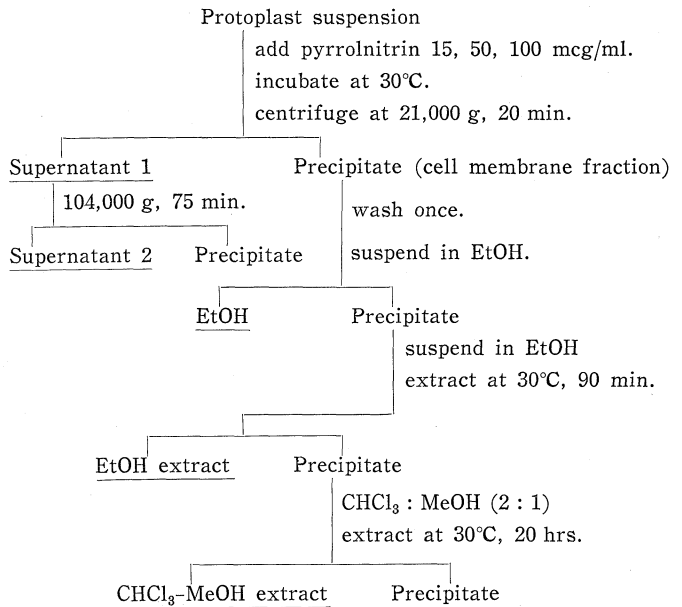 Protoplast suspension
add pyrrolnitrin 15, 50, 100 mcg/ml.
incubate at 30℃.
centrifuge at 21,000 g, 20 min.
Supernatant 1
Precipitate (cell membrane fraction)
104,000 g, 75 min.
wash once.
Supernatant 2
Precipitate
suspend in EtOH.
EtOH
Precipitate
suspend in EtOH
extract at 30℃, 90 min.
EtOH extract
Precipitate
CHCl₃ : MeOH (2 : 1)
extract at 30℃, 20 hrs.
CHCl₃-MeOH extract
Precipitate